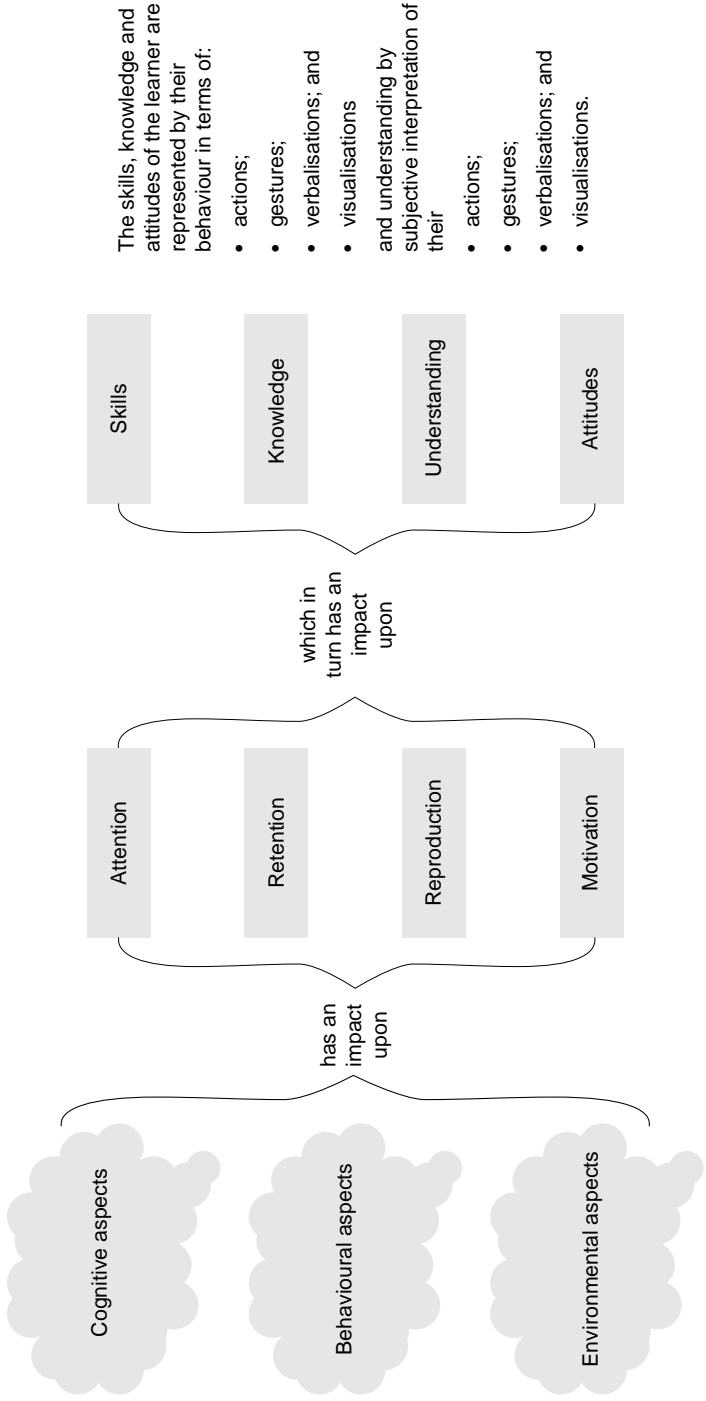 Cognitive aspects
Behavioural aspects
Environmental aspects
has an
impact
upon
Attention
Retention
Reproduction
Motivation
which in
turn has an
impact
upon
Skills
Knowledge
Understanding
Attitudes
The skills, knowledge and
attitudes of the learner are
represented by their
behaviour in terms of:
• actions;
• gestures;
• verbalisations; and
• visualisations
and understanding by
subjective interpretation of
their
• actions;
• gestures;
• verbalisations; and
• visualisations.